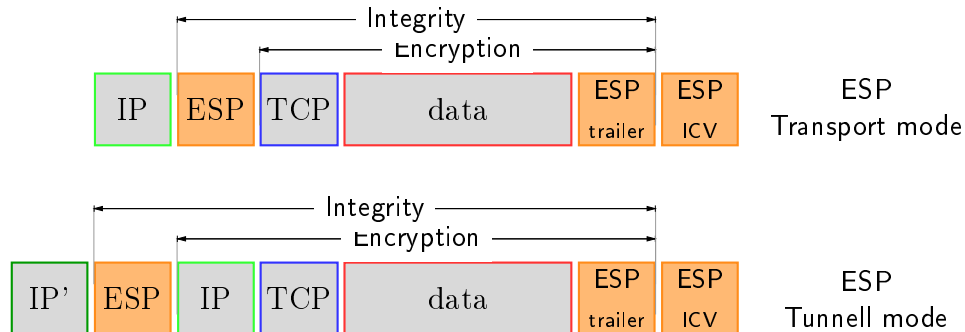 Integrity
Encryption
IP ESP TCP data ESP trailer ESP ICV
ESP
Transport mode
Integrity
Encryption
IP' ESP IP TCP data ESP trailer ESP ICV
ESP
Tunnell mode